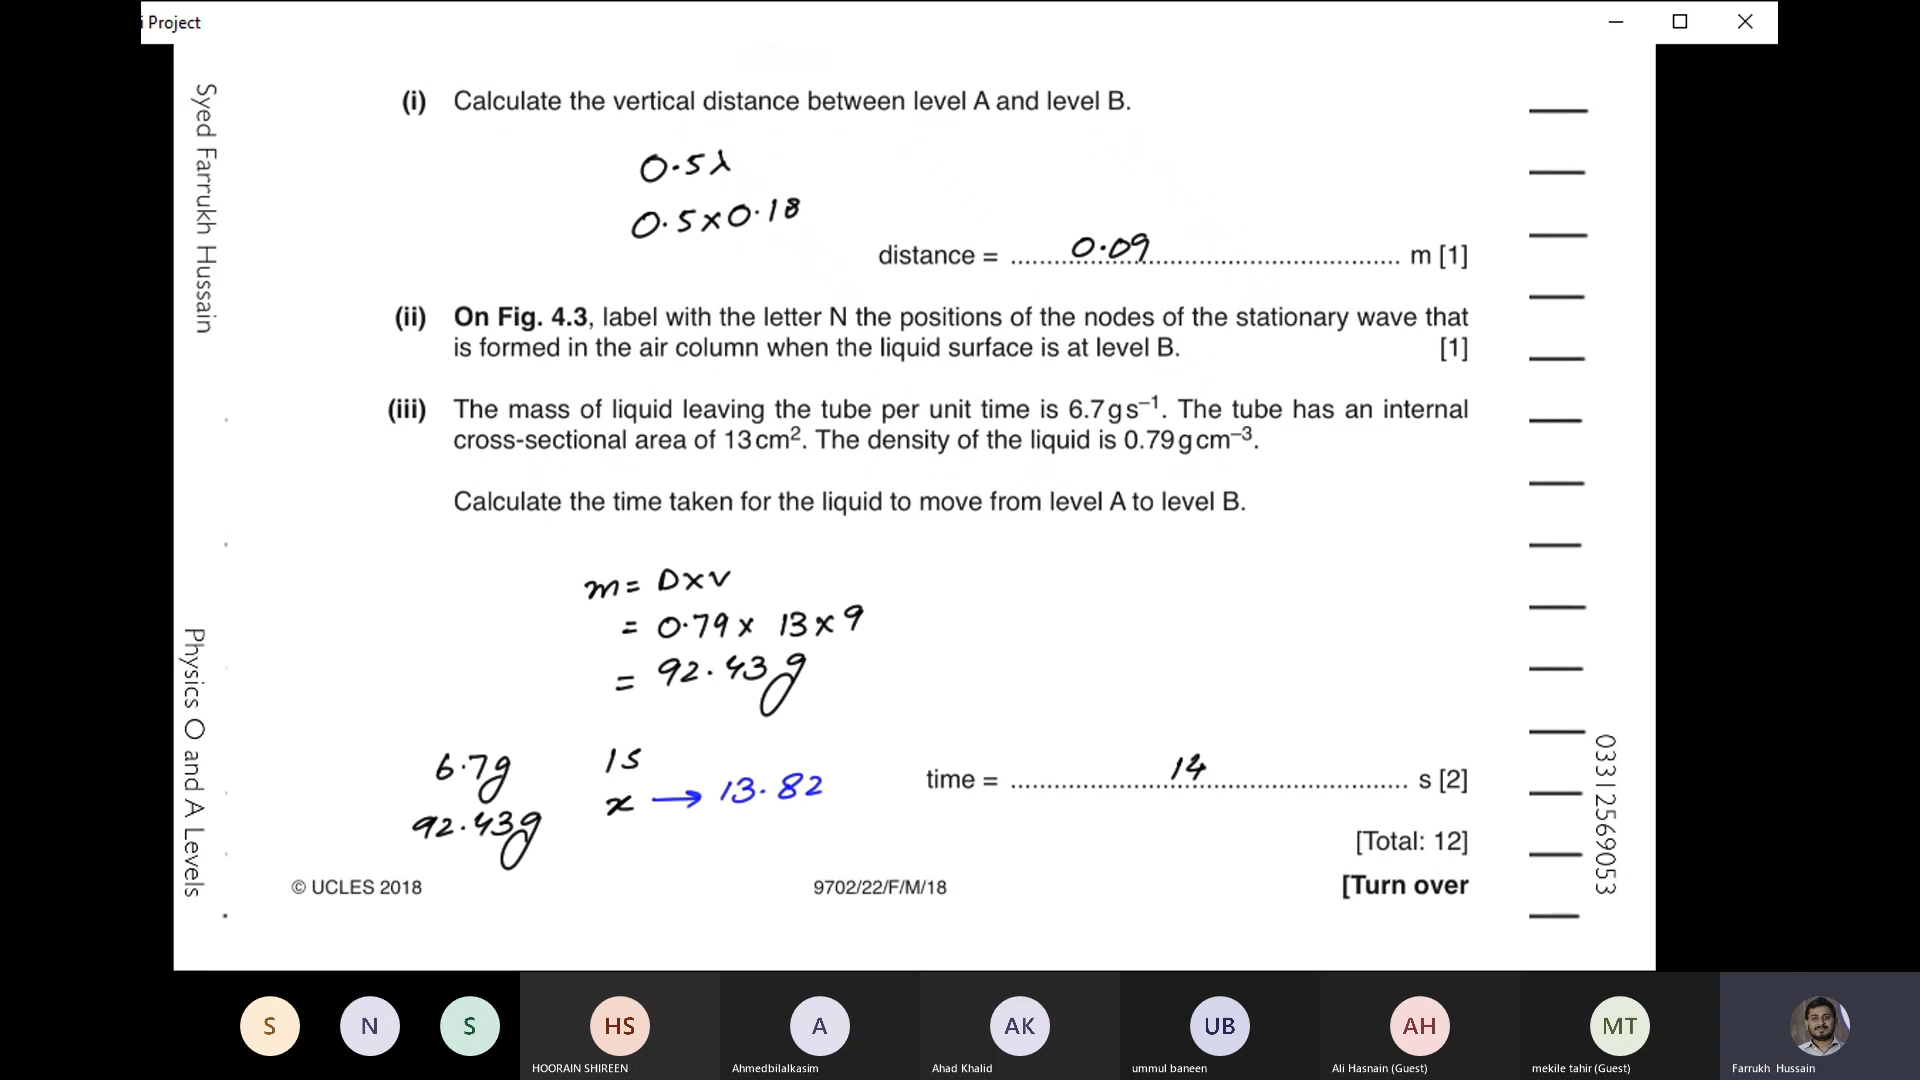 i Project
Syed Farrukh Hussain
(i) Calculate the vertical distance between level A and level B.
0.5λ
0.5×0.18
distance = ........0.09........ m [1]
(ii) On Fig. 4.3, label with the letter N the positions of the nodes of the stationary wave that
is formed in the air column when the liquid surface is at level B. [1]
(iii) The mass of liquid leaving the tube per unit time is 6.7 g s⁻¹. The tube has an internal
cross-sectional area of 13 cm². The density of the liquid is 0.79 g cm⁻³.
Calculate the time taken for the liquid to move from level A to level B.
m = D×V
= 0.79 × 13 × 9
= 92.43g
6.7g 1s
92.43g x → 13.82
time = ........14........ s [2]
[Total: 12]
© UCLES 2018 9702/22/F/M/18 [Turn over
Physics O and A Levels
03312569053
S N S HS A AK UB AH MT
HOORAIN SHIREEN Ahmedbilalkasim Ahad Khalid ummul baneen Ali Hasnain (Guest) mekile tahir (Guest) Farrukh Hussain